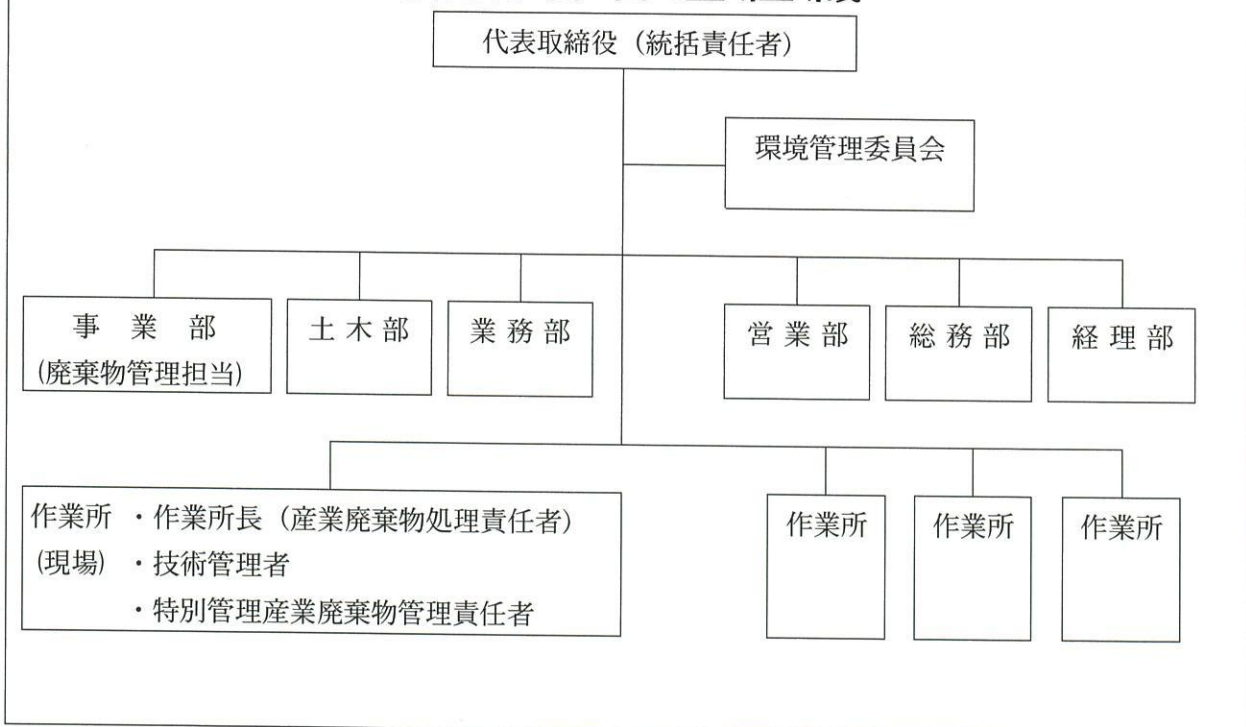 代表取締役（統括責任者）
環境管理委員会
事業部
(廃棄物管理担当)
土木部
業務部
営業部
総務部
経理部
作業所 ・作業所長（産業廃棄物処理責任者）
(現場) ・技術管理者
・特別管理産業廃棄物管理責任者
作業所
作業所
作業所